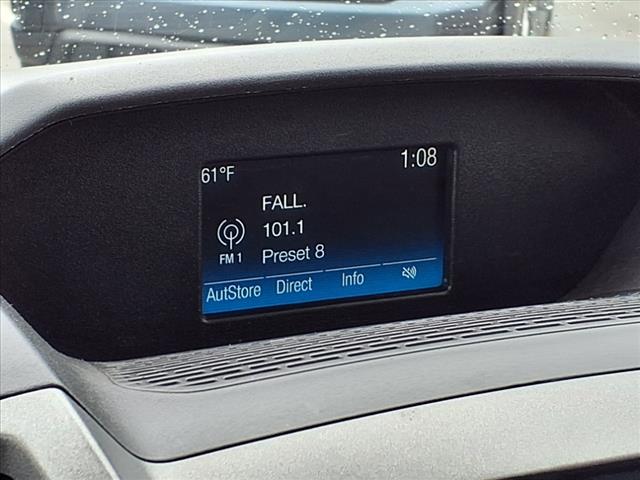 61°F 1:08
FALL.
101.1
FM 1 Preset 8
AutStore Direct Info